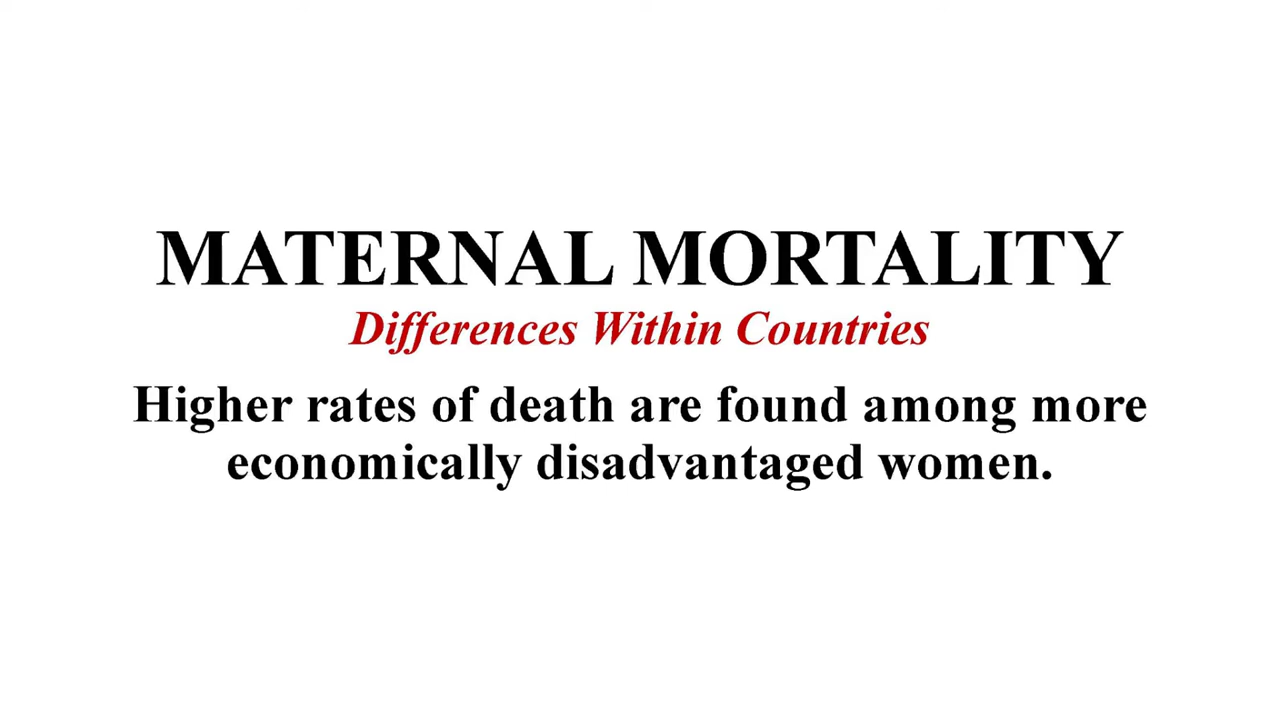 MATERNAL MORTALITY
Differences Within Countries
Higher rates of death are found among more
economically disadvantaged women.